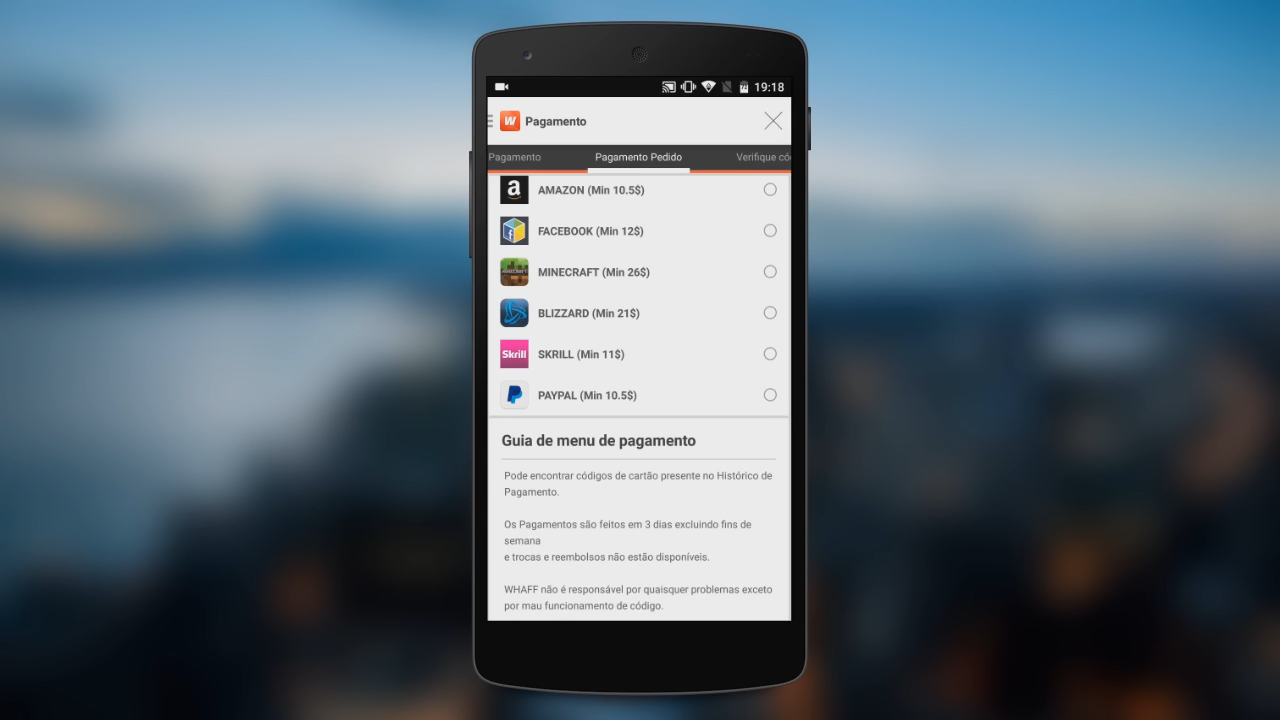 19:18
W Pagamento
Pagamento Pedido
Pagamento
Verifique có
a AMAZON (Min 10.5$)
FACEBOOK (Min 12$)
MINECRAFT (Min 26$)
BLIZZARD (Min 21$)
Skrill SKRILL (Min 11$)
PAYPAL (Min 10.5$)
Guia de menu de pagamento
Pode encontrar códigos de cartão presente no Histórico de
Pagamento.
Os Pagamentos são feitos em 3 dias excluindo fins de
semana
e trocas e reembolsos não estão disponíveis.
WHAFF não é responsável por quaisquer problemas exceto
por mau funcionamento de código.